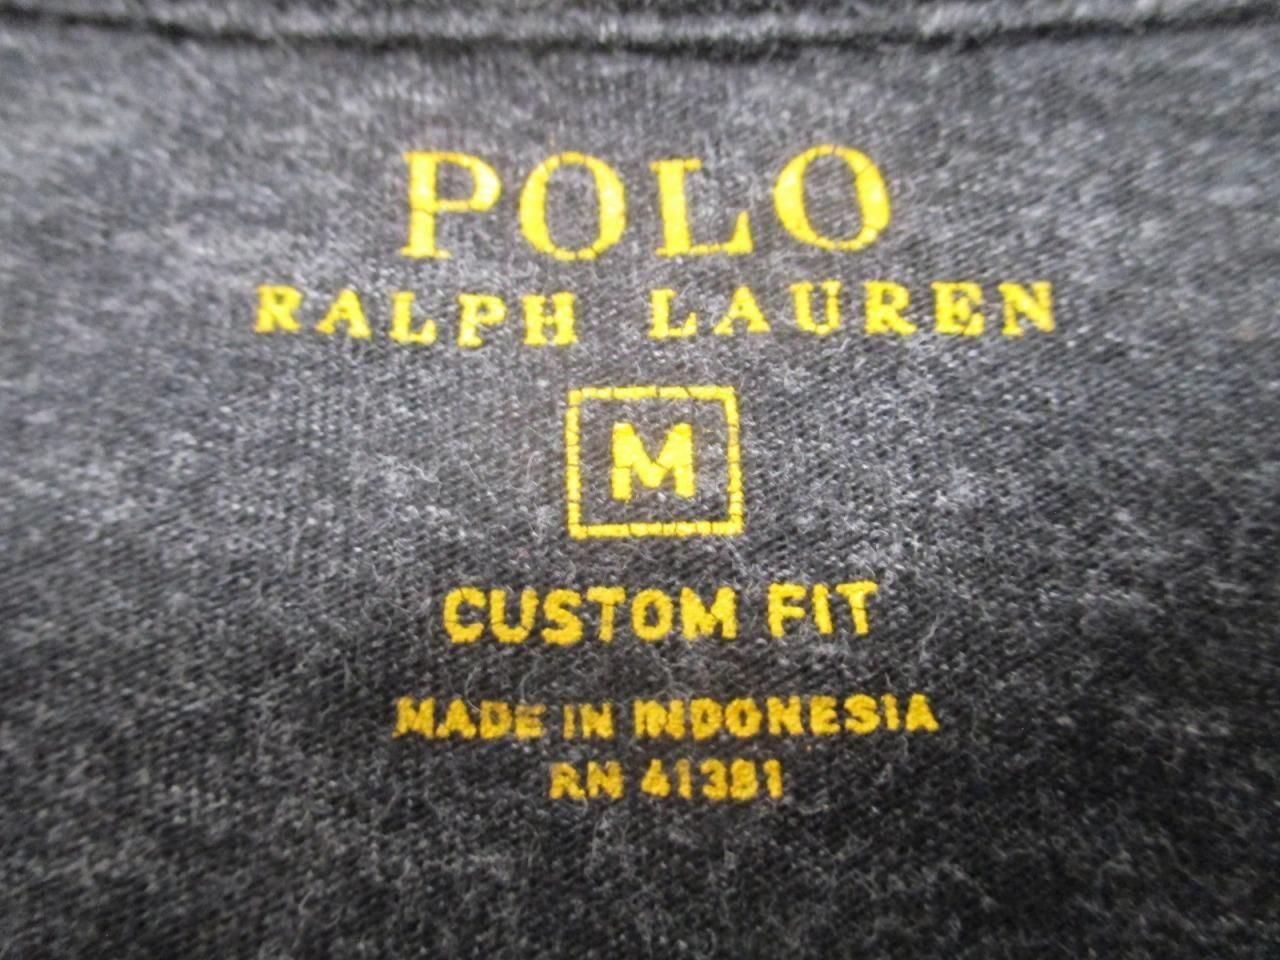 POLO
RALPH LAUREN
M
CUSTOM FIT
MADE IN INDONESIA
RN 41381